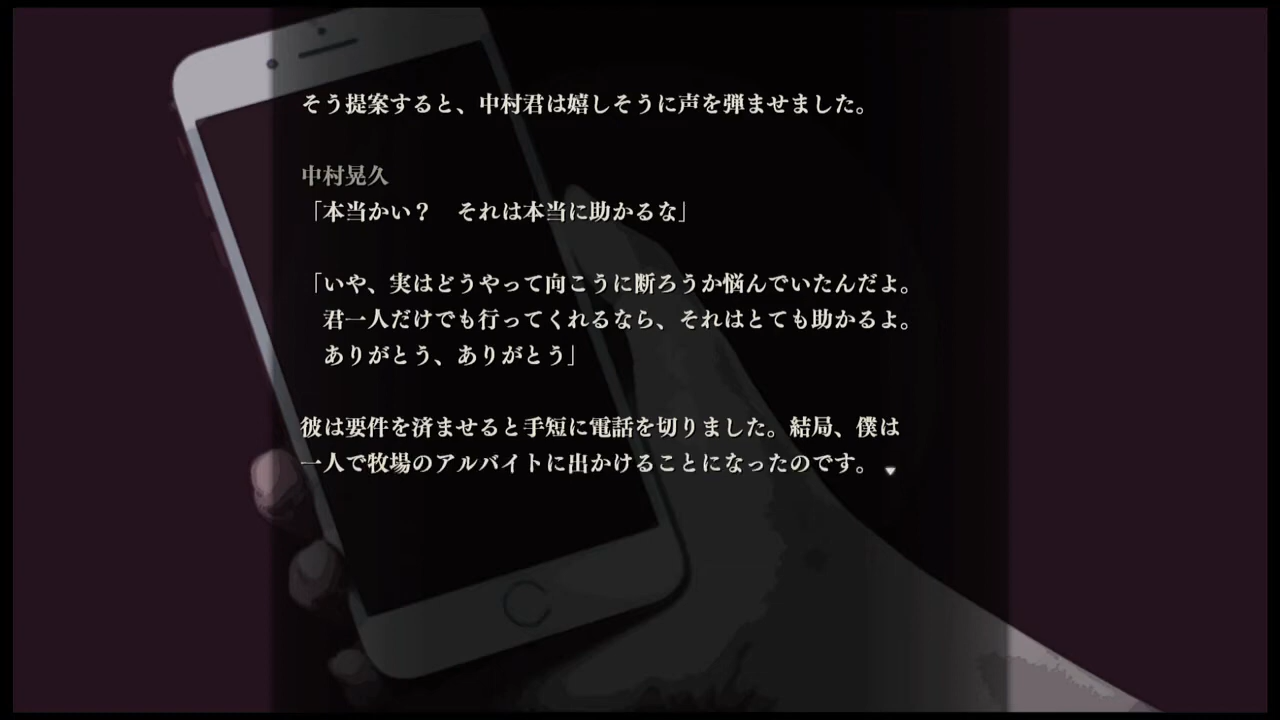 そう提案すると、中村君は嬉しそうに声を弾ませました。
中村晃久
「本当かい？　それは本当に助かるな」
「いや、実はどうやって向こうに断ろうか悩んでいたんだよ。
君一人だけでも行ってくれるなら、それはとても助かるよ。
ありがとう、ありがとう」
彼は要件を済ませると手短に電話を切りました。結局、僕は
一人で牧場のアルバイトに出かけることになったのです。